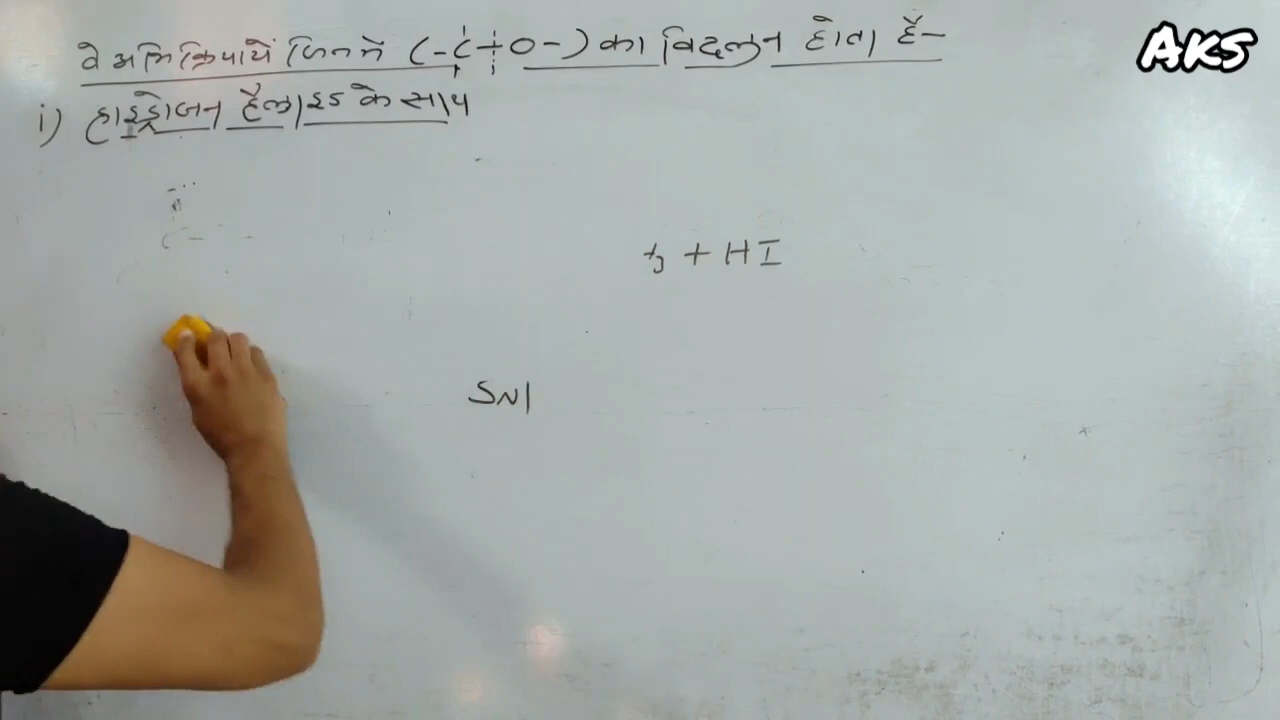 वे अभिक्रियायें जिनमें (-C-O-) का विदलन होता है-
AKS
i) हाइड्रोजन हैलाइड के साथ
+ HI
SN1